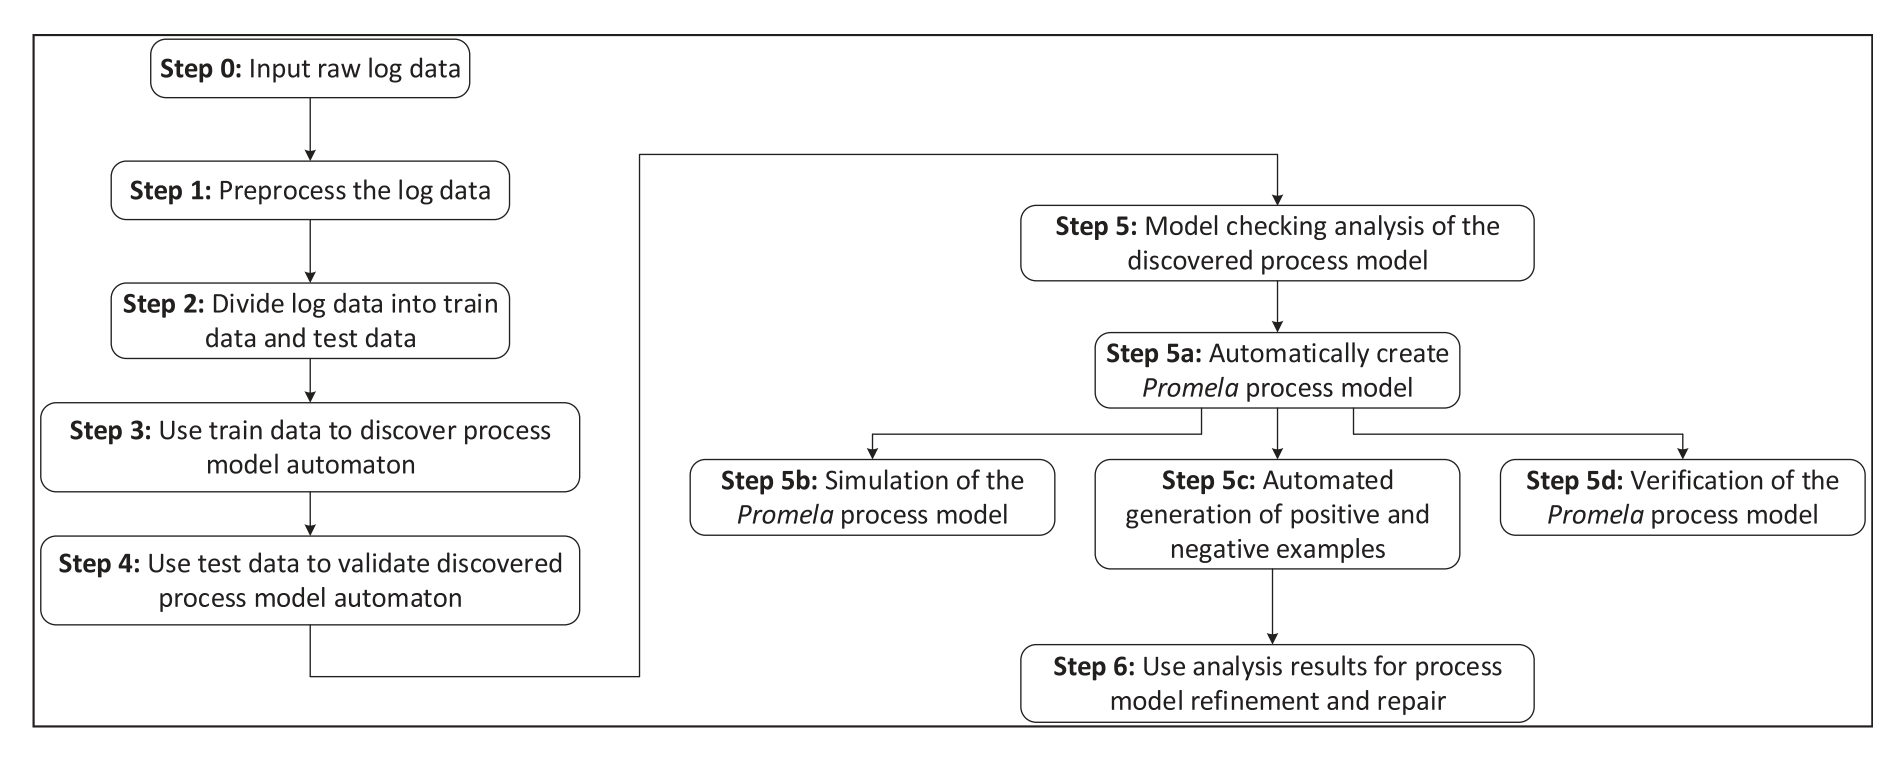 Step 0: Input raw log data
Step 1: Preprocess the log data
Step 2: Divide log data into train
data and test data
Step 3: Use train data to discover process
model automaton
Step 4: Use test data to validate discovered
process model automaton
Step 5: Model checking analysis of the
discovered process model
Step 5a: Automatically create
Promela process model
Step 5b: Simulation of the
Promela process model
Step 5c: Automated
generation of positive and
negative examples
Step 5d: Verification of the
Promela process model
Step 6: Use analysis results for process
model refinement and repair